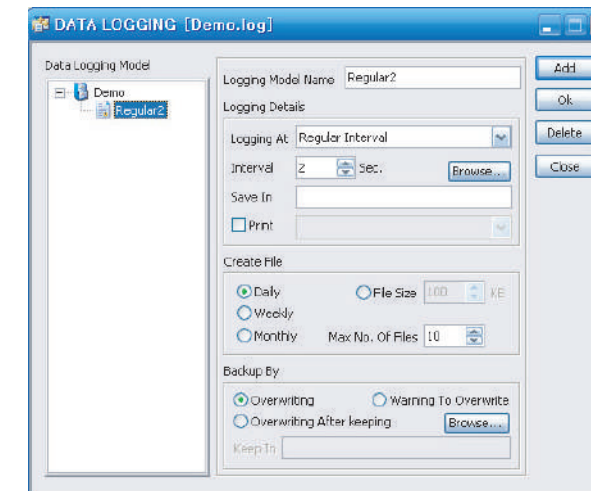 DATA LOGGING [Demo.log]
Data Logging Model
Demo
Regular2
Logging Model Name Regular2
Logging Details
Logging At Regular Interval
Interval 2 Sec. Browse...
Save In
Print
Create File
Daily File Size 100 KB
Weekly
Monthly Max No. Of Files 10
Backup By
Overwriting Warning To Overwrite
Overwriting After keeping Browse...
Keep In
Add
Ok
Delete
Close